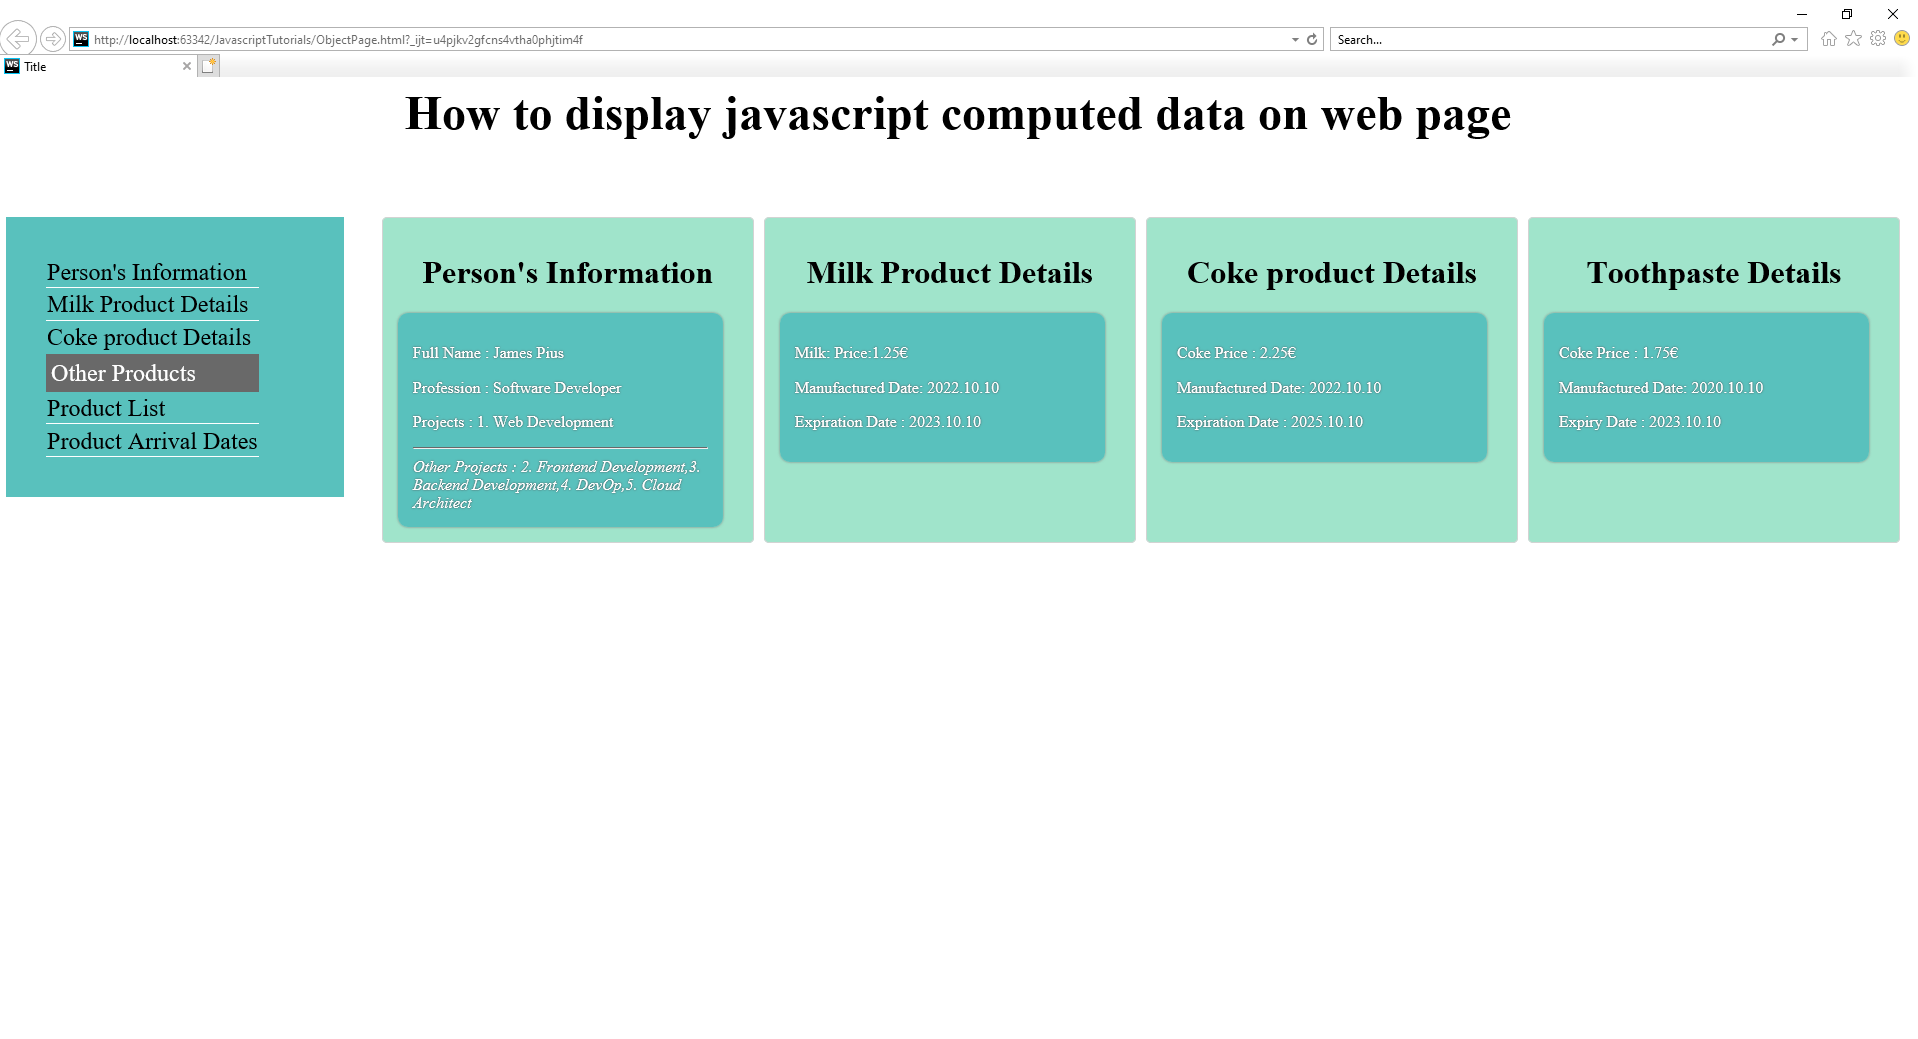 http://localhost:63342/JavascriptTutorials/ObjectPage.html?_ijt=u4pjkv2gfcns4vtha0phjtim4f
Search...
WS
Title
How to display javascript computed data on web page
Person's Information
Milk Product Details
Coke product Details
Other Products
Product List
Product Arrival Dates
Person's Information
Full Name : James Pius
Profession : Software Developer
Projects : 1. Web Development
Other Projects : 2. Frontend Development,3.
Backend Development,4. DevOp,5. Cloud
Architect
Milk Product Details
Milk: Price:1.25€
Manufactured Date: 2022.10.10
Expiration Date : 2023.10.10
Coke product Details
Coke Price : 2.25€
Manufactured Date: 2022.10.10
Expiration Date : 2025.10.10
Toothpaste Details
Coke Price : 1.75€
Manufactured Date: 2020.10.10
Expiry Date : 2023.10.10